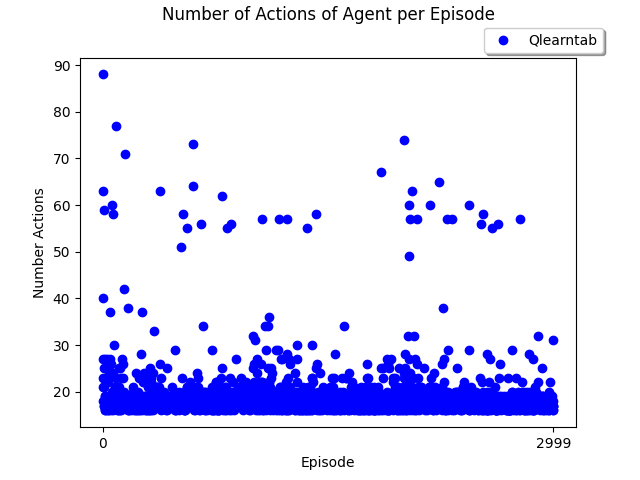 Number of Actions of Agent per Episode
Qlearntab
90
80
70
60
50
40
30
20
Number Actions
0 2999
Episode